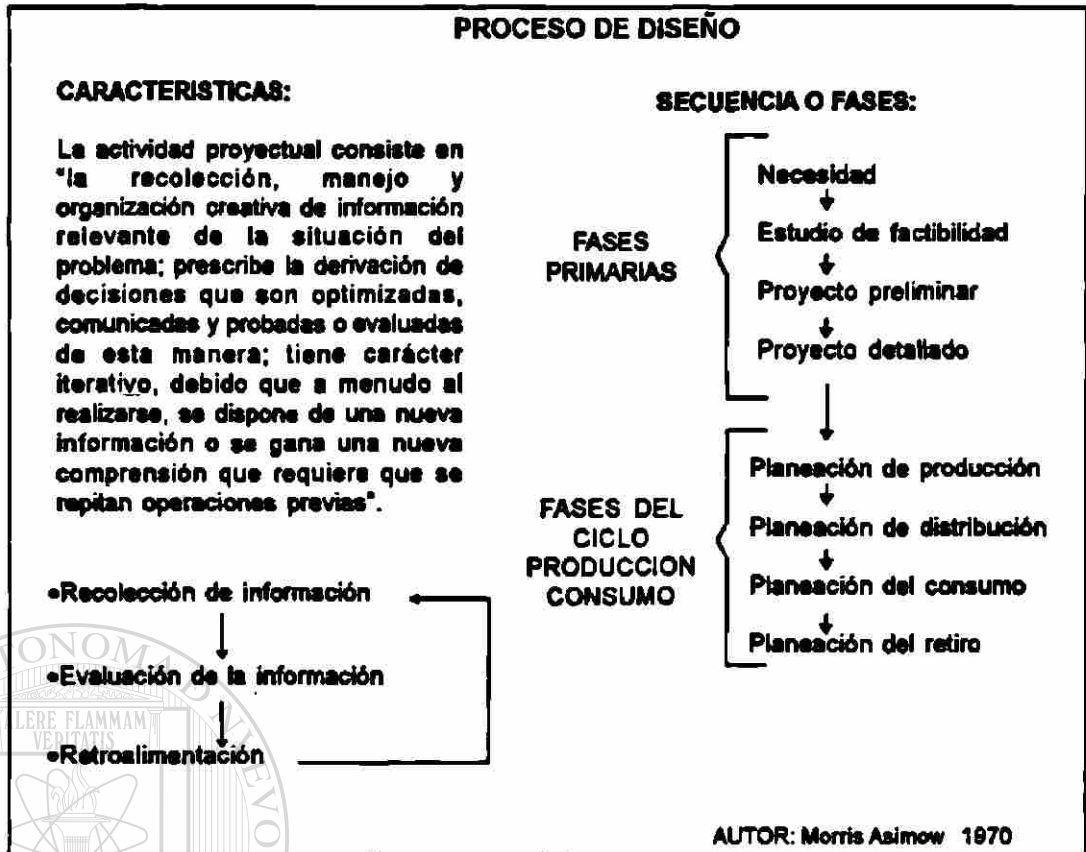 PROCESO DE DISEÑO
CARACTERISTICAS:
La actividad proyectual consiste en
"la recolección, manejo y
organización creativa de información
relevante de la situación del
problema; prescribe la derivación de
decisiones que son optimizadas,
comunicadas y probadas o evaluadas
de esta manera; tiene carácter
iterativo, debido que a menudo al
realizarse, se dispone de una nueva
información o se gana una nueva
comprensión que requiere que se
repitan operaciones previas".
•Recolección de información
•Evaluación de la información
•Retroalimentación
SECUENCIA O FASES:
FASES
PRIMARIAS
Necesidad
Estudio de factibilidad
Proyecto preliminar
Proyecto detallado
FASES DEL
CICLO
PRODUCCION
CONSUMO
Planeación de producción
Planeación de distribución
Planeación del consumo
Planeación del retiro
AUTOR: Morris Asimow 1970
TONOMA
NUEVO
ALERE FLAMMAM
VERITATIS